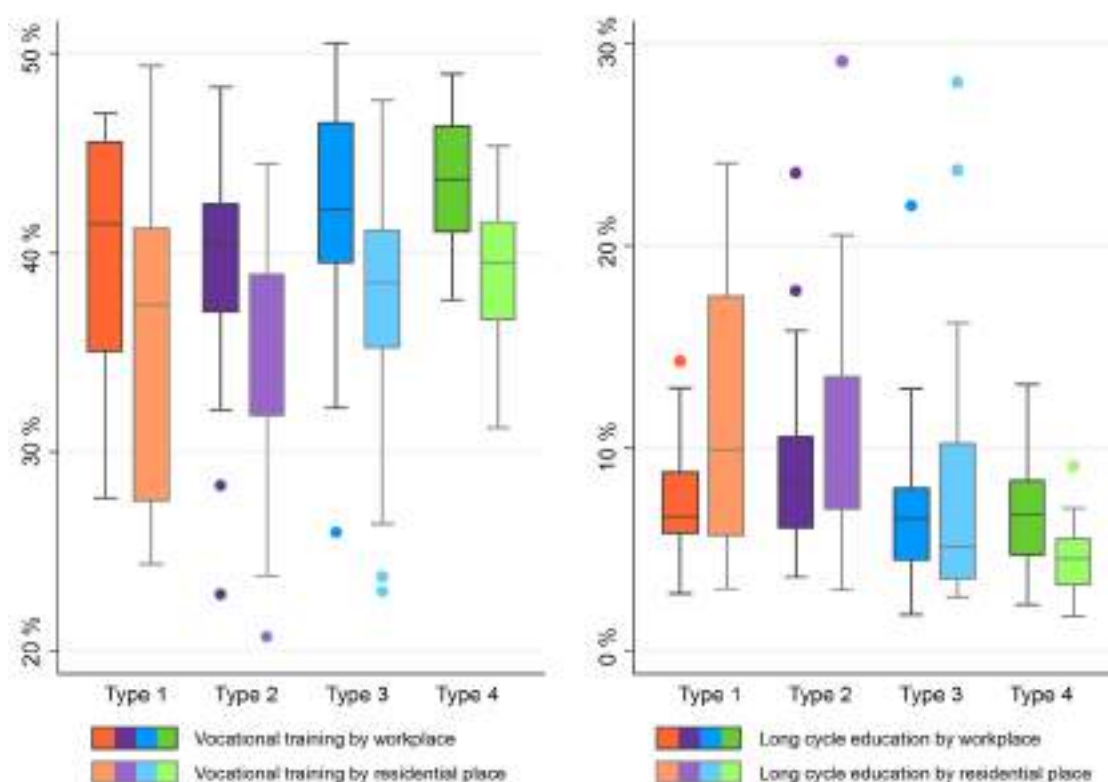 50 %
40 %
30 %
20 %
Type 1 Type 2 Type 3 Type 4
Vocational training by workplace
Vocational training by residential place
30 %
20 %
10 %
0 %
Type 1 Type 2 Type 3 Type 4
Long cycle education by workplace
Long cycle education by residential place